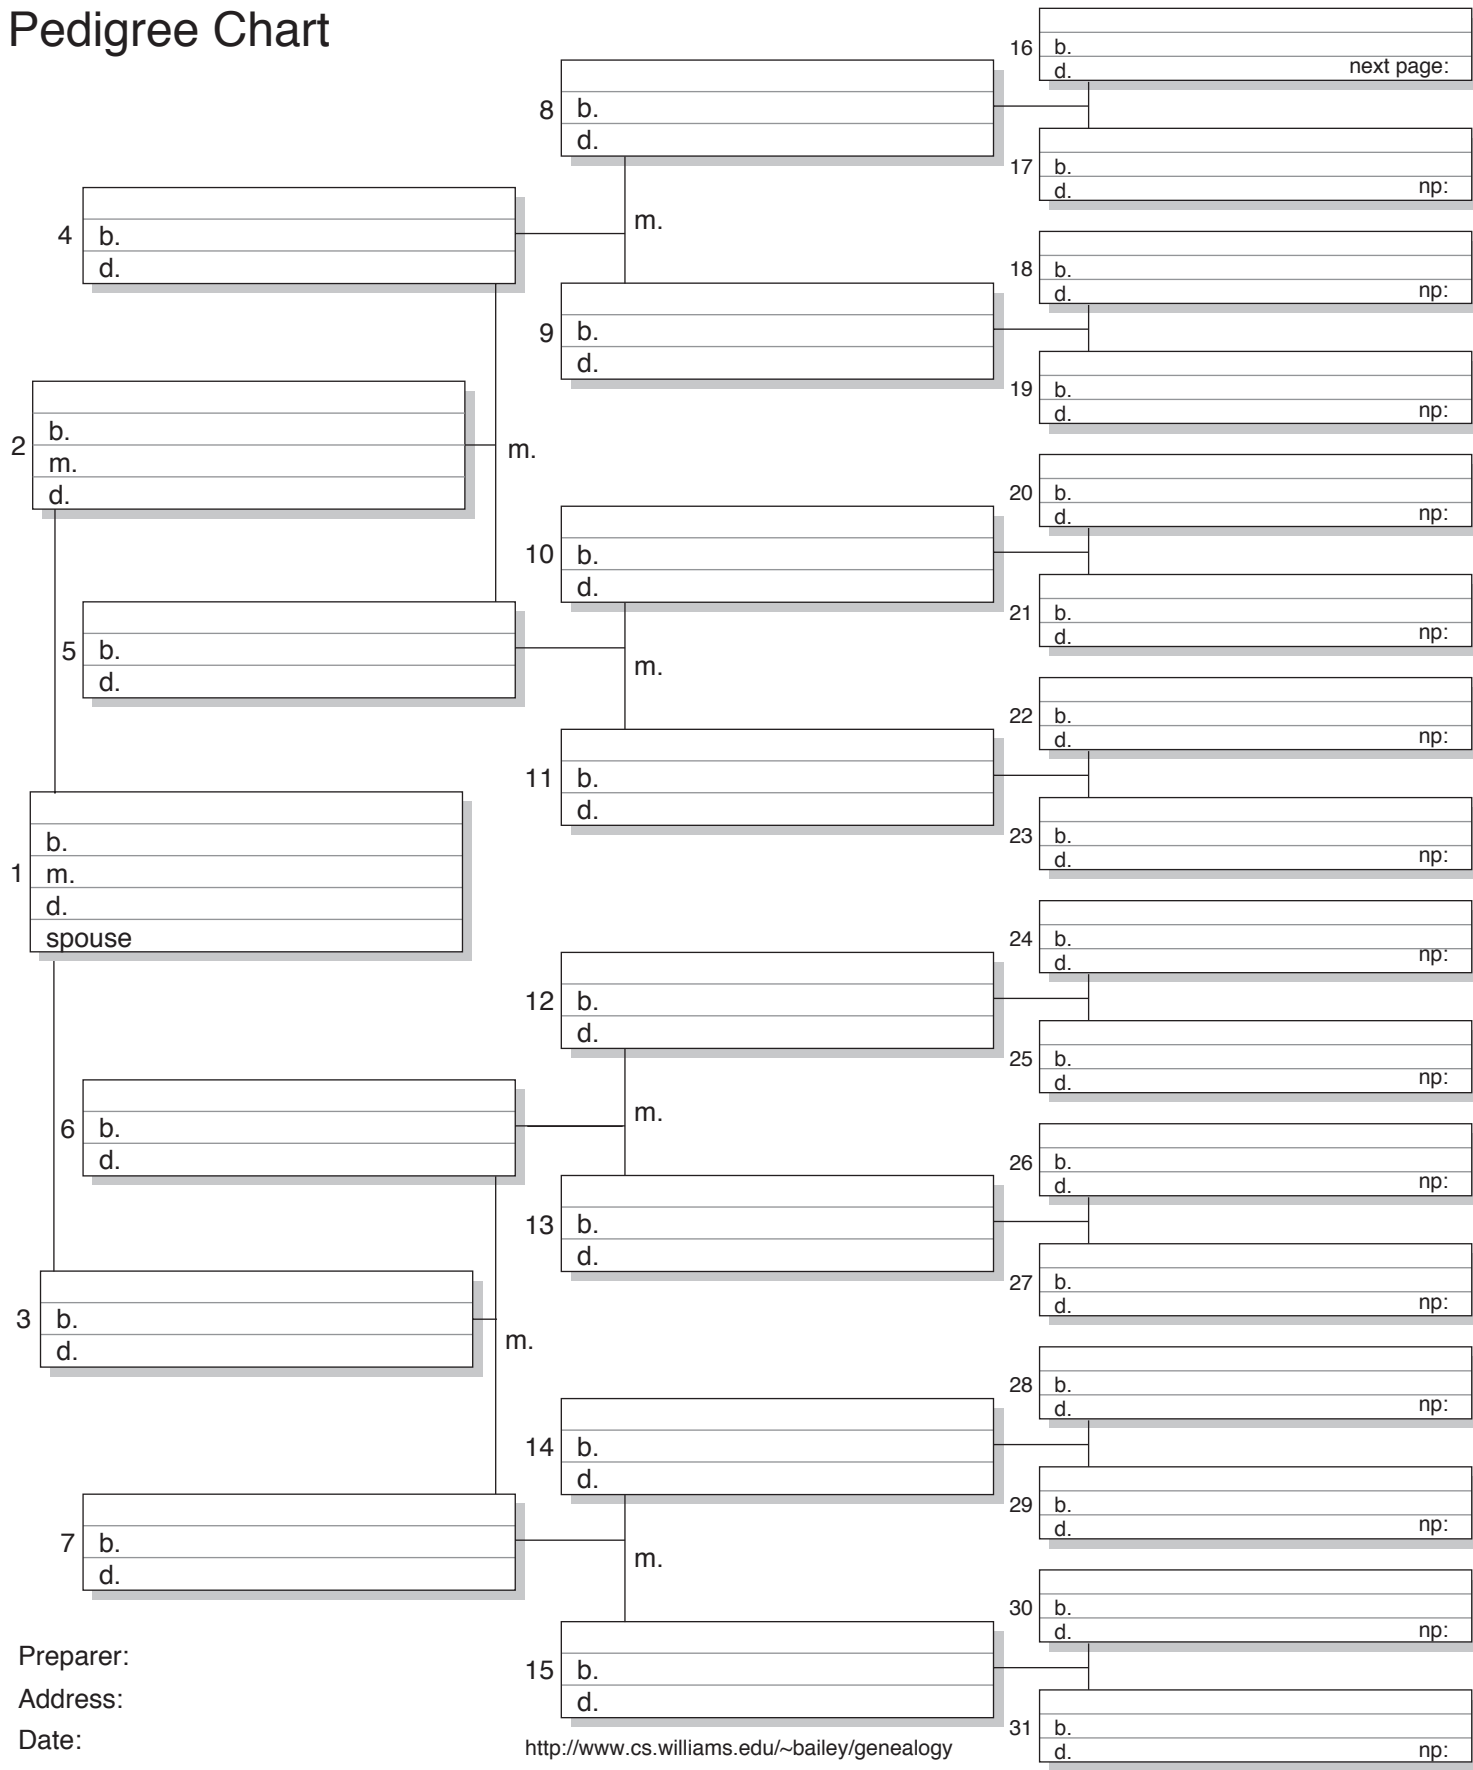 Pedigree Chart
1
b.
m.
d.
spouse
2
b.
m.
d.
m.
3
b.
d.
m.
4
b.
d.
m.
5
b.
d.
m.
6
b.
d.
m.
7
b.
d.
m.
8
b.
d.
9
b.
d.
10
b.
d.
11
b.
d.
12
b.
d.
13
b.
d.
14
b.
d.
15
b.
d.
16
b.
d. next page:
17
b.
d. np:
18
b.
d. np:
19
b.
d. np:
20
b.
d. np:
21
b.
d. np:
22
b.
d. np:
23
b.
d. np:
24
b.
d. np:
25
b.
d. np:
26
b.
d. np:
27
b.
d. np:
28
b.
d. np:
29
b.
d. np:
30
b.
d. np:
31
b.
d. np:
Preparer:
Address:
Date:
http://www.cs.williams.edu/~bailey/genealogy